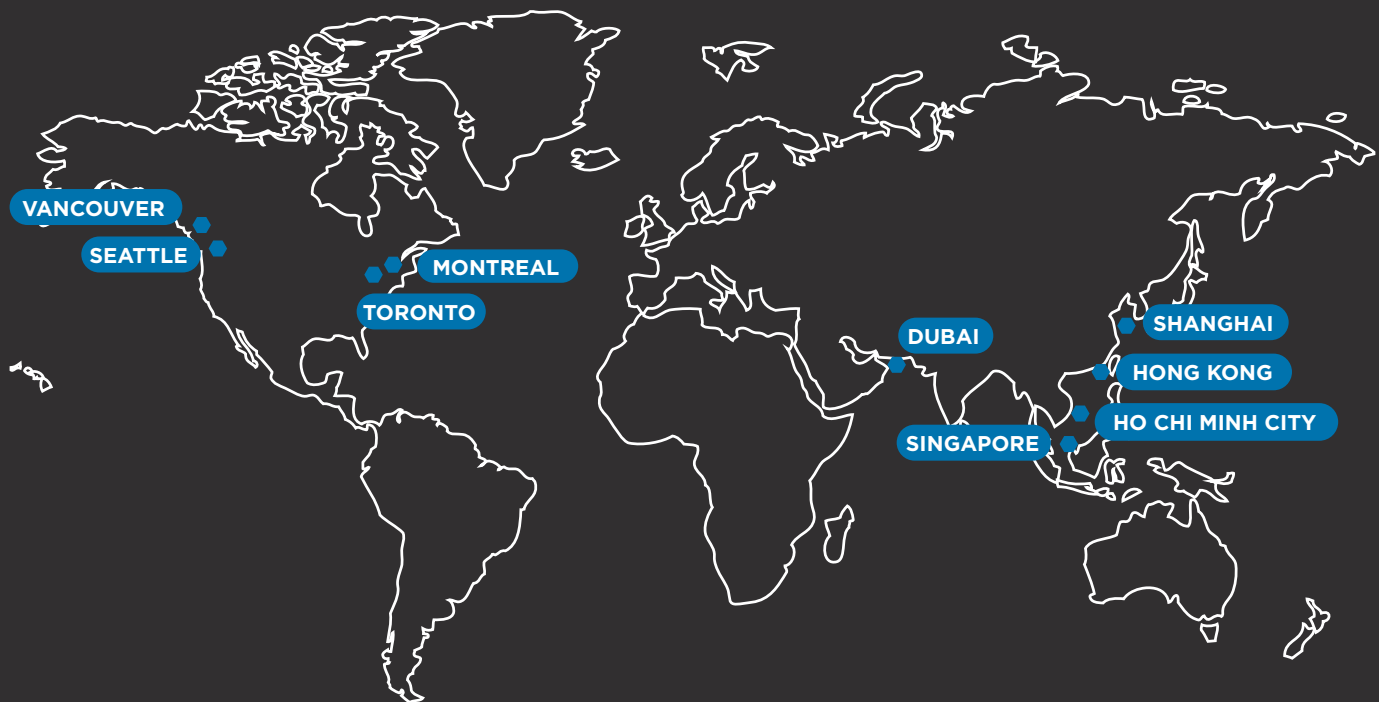 VANCOUVER
SEATTLE
MONTREAL
TORONTO
DUBAI
SHANGHAI
HONG KONG
HO CHI MINH CITY
SINGAPORE